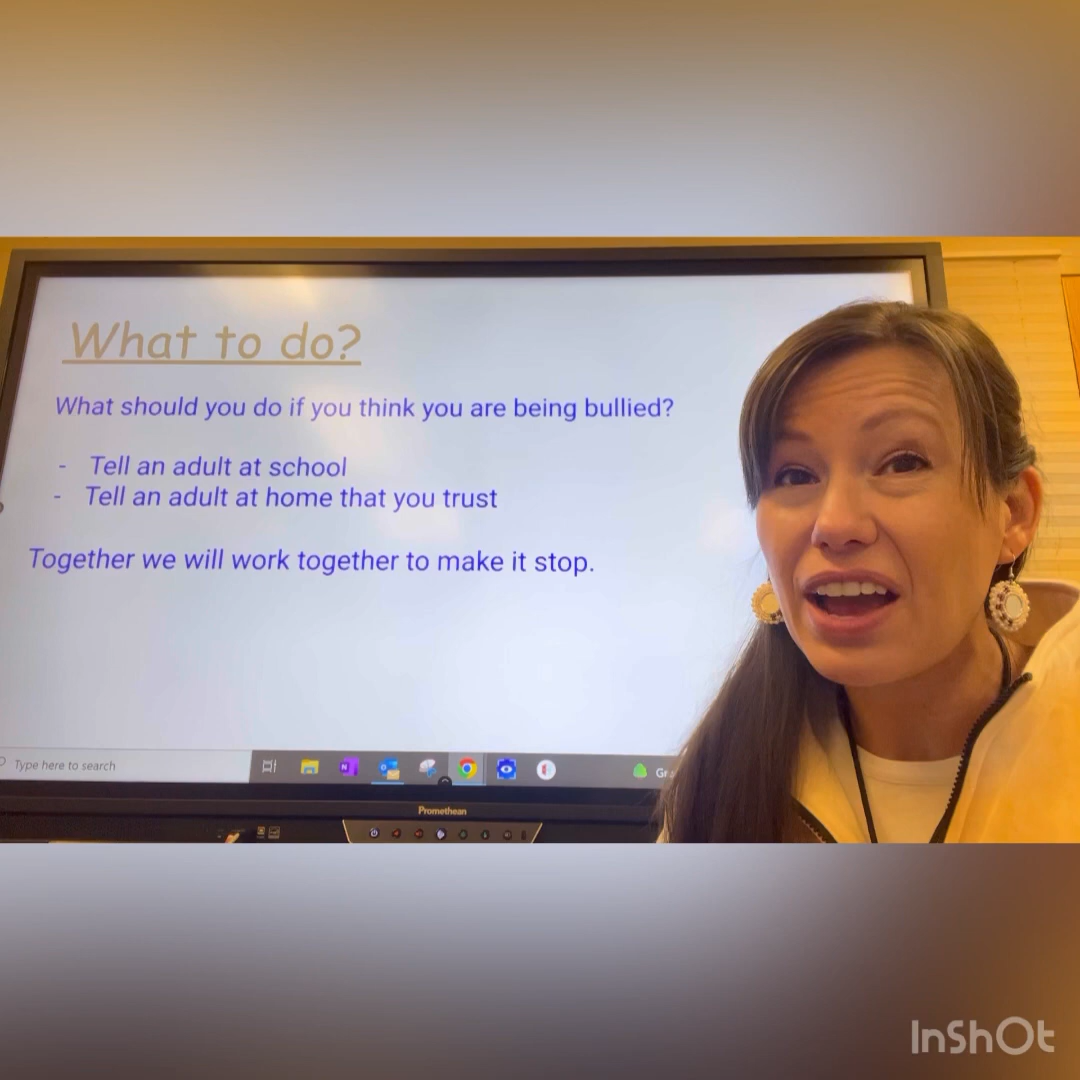 What to do?
What should you do if you think you are being bullied?
- Tell an adult at school
- Tell an adult at home that you trust
Together we will work together to make it stop.
Type here to search
Promethean
InShOt